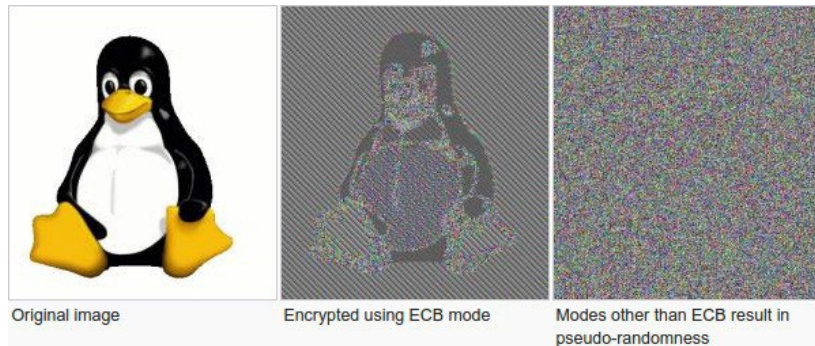 Original image
Encrypted using ECB mode
Modes other than ECB result in
pseudo-randomness